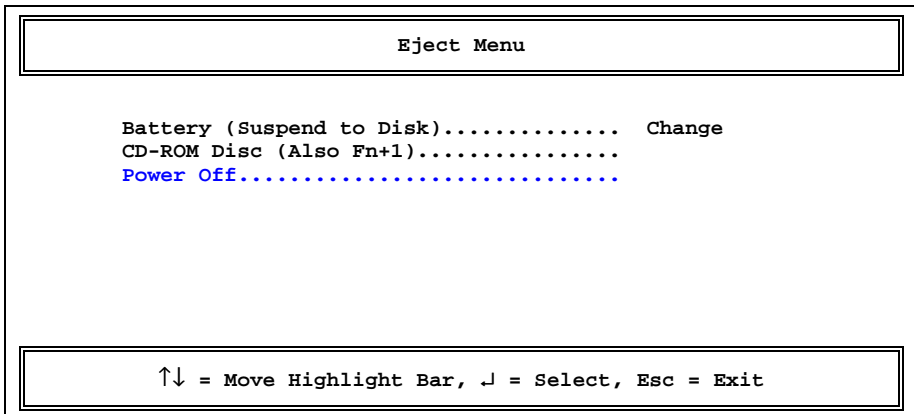 Eject Menu
Battery (Suspend to Disk).............. Change
CD-ROM Disc (Also Fn+1)................
Power Off..............................
↑↓ = Move Highlight Bar, ↵ = Select, Esc = Exit